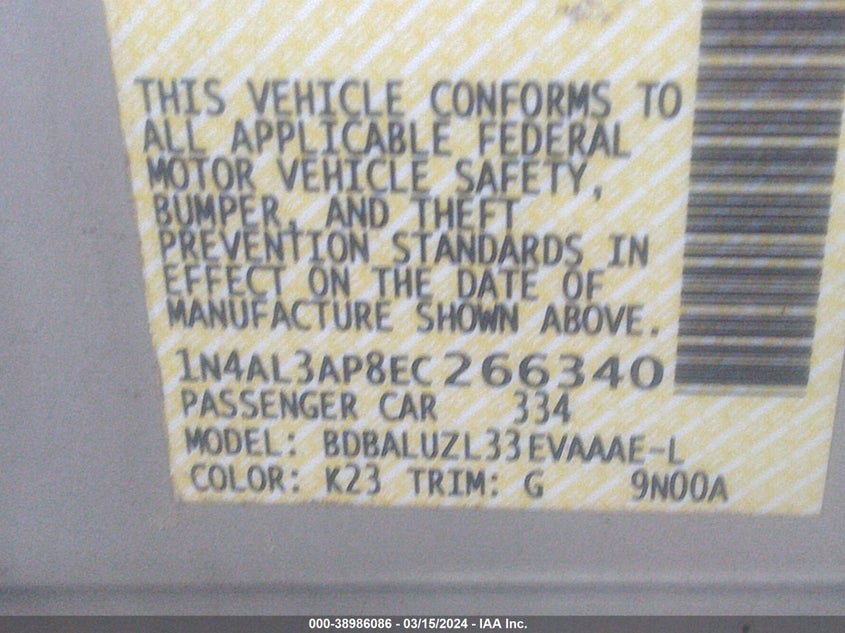 THIS VEHICLE CONFORMS TO
ALL APPLICABLE FEDERAL
MOTOR VEHICLE SAFETY,
BUMPER, AND THEFT
PREVENTION STANDARDS IN
EFFECT ON THE DATE OF
MANUFACTURE SHOWN ABOVE.
1N4AL3AP8EC266340
PASSENGER CAR 334
MODEL: BDBALUZL33EVAAAE-L
COLOR: K23 TRIM: G 9N00A
000-38986086 - 03/15/2024 - IAA Inc.